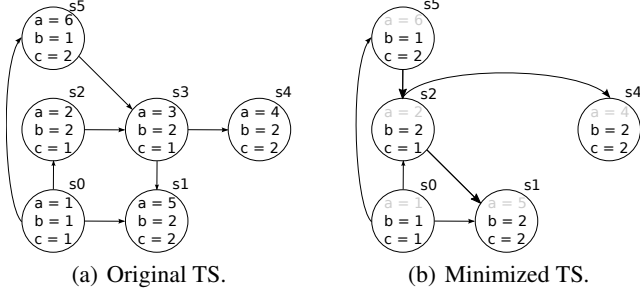 s5
a = 6
b = 1
c = 2
s2
a = 2
b = 2
c = 1
s3
a = 3
b = 2
c = 1
s4
a = 4
b = 2
c = 2
s0
a = 1
b = 1
c = 1
s1
a = 5
b = 2
c = 2
(a) Original TS.
s5
a = 6
b = 1
c = 2
s2
a = 2
b = 2
c = 1
s4
a = 4
b = 2
c = 2
s0
a = 1
b = 1
c = 1
s1
a = 5
b = 2
c = 2
(b) Minimized TS.